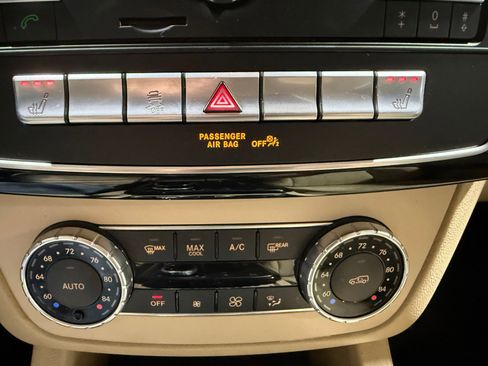 * 0 #
PASSENGER
AIR BAG OFF
MAX MAX COOL A/C REAR
60 64 68 72 76 80 84
AUTO
OFF
60 64 68 72 76 80 84